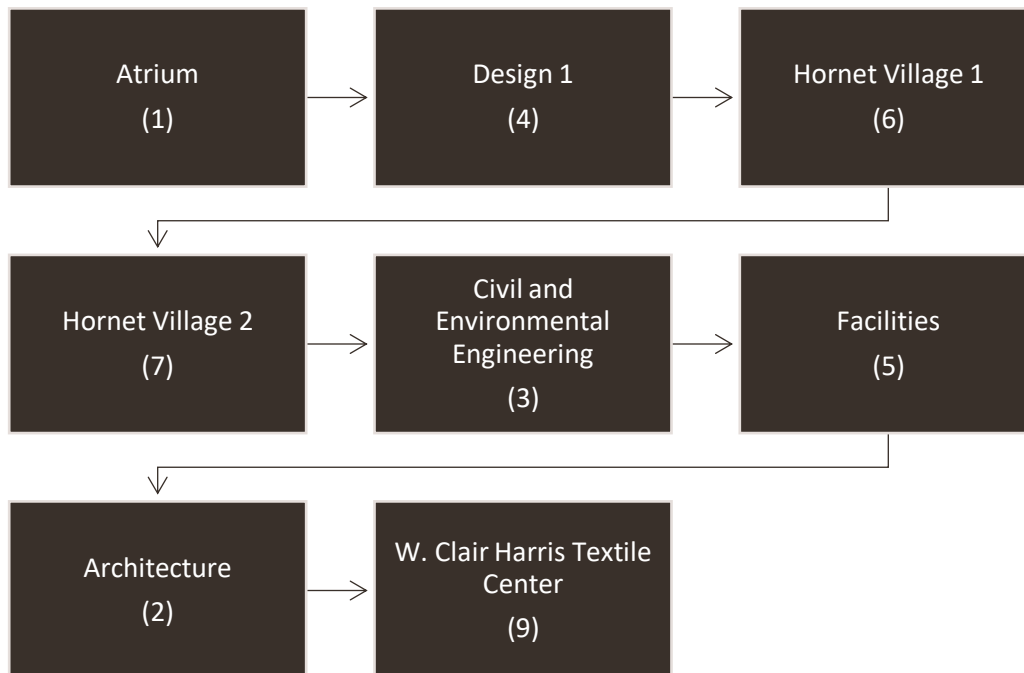 Atrium
(1)
Design 1
(4)
Hornet Village 1
(6)
Hornet Village 2
(7)
Civil and
Environmental
Engineering
(3)
Facilities
(5)
Architecture
(2)
W. Clair Harris Textile
Center
(9)